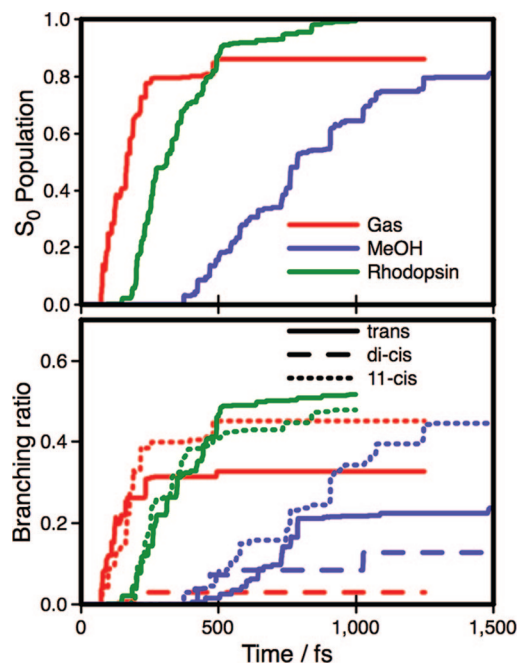 1.0
0.8
0.6
0.4
0.2
0.0
S₀ Population
Gas
MeOH
Rhodopsin
0.6
0.4
0.2
0.0
Branching ratio
trans
di-cis
11-cis
0
500
1,000
1,500
Time / fs